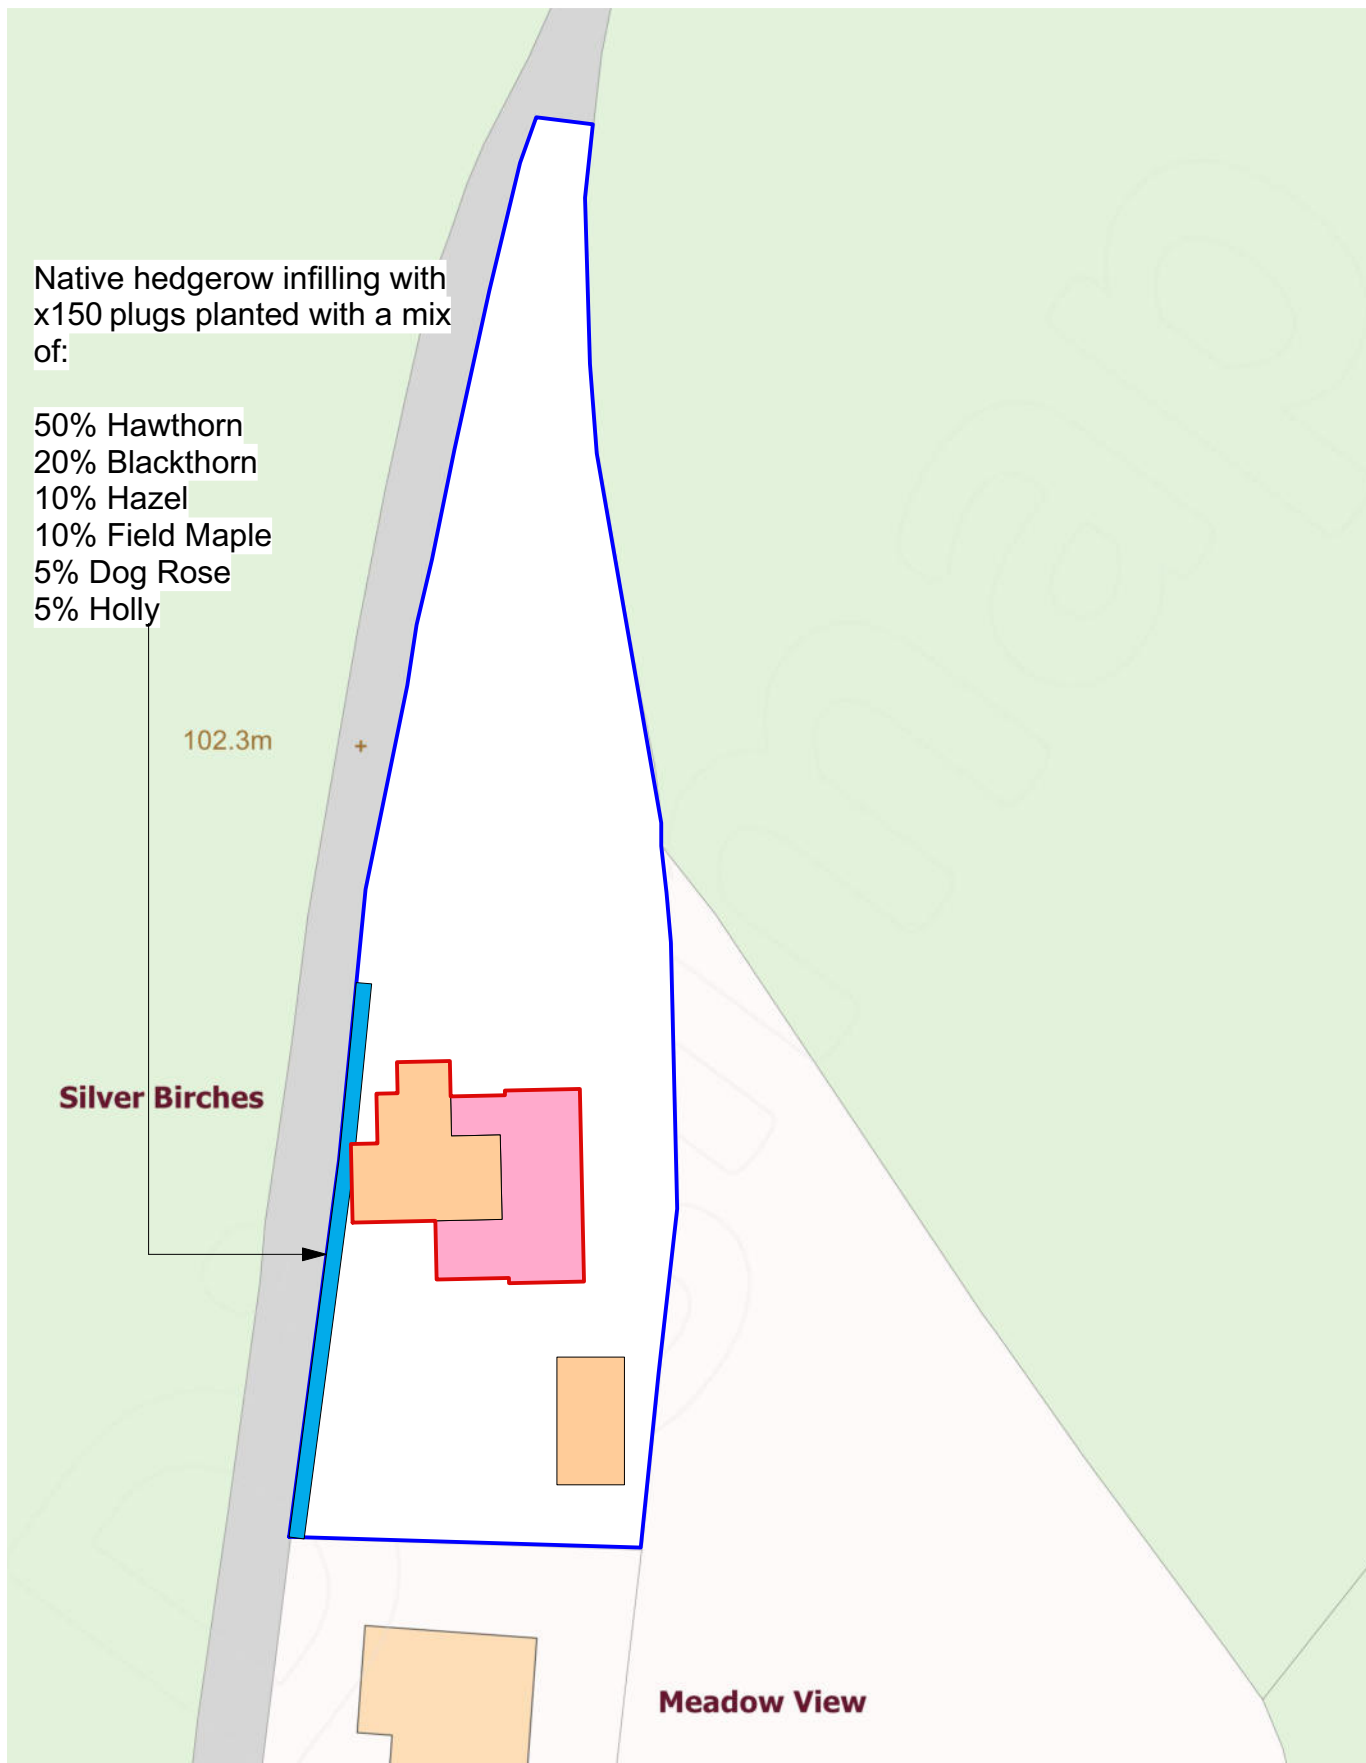 Native hedgerow infilling with
x150 plugs planted with a mix
of:
50% Hawthorn
20% Blackthorn
10% Hazel
10% Field Maple
5% Dog Rose
5% Holly
102.3m
Silver Birches
Meadow View